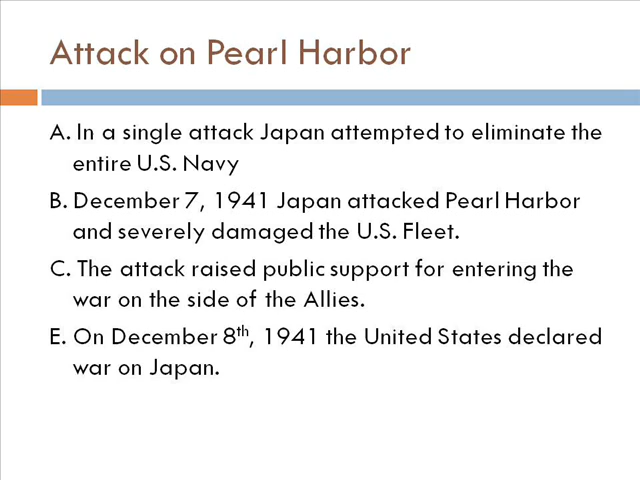 Attack on Pearl Harbor
A. In a single attack Japan attempted to eliminate the
entire U.S. Navy
B. December 7, 1941 Japan attacked Pearl Harbor
and severely damaged the U.S. Fleet.
C. The attack raised public support for entering the
war on the side of the Allies.
E. On December 8th, 1941 the United States declared
war on Japan.